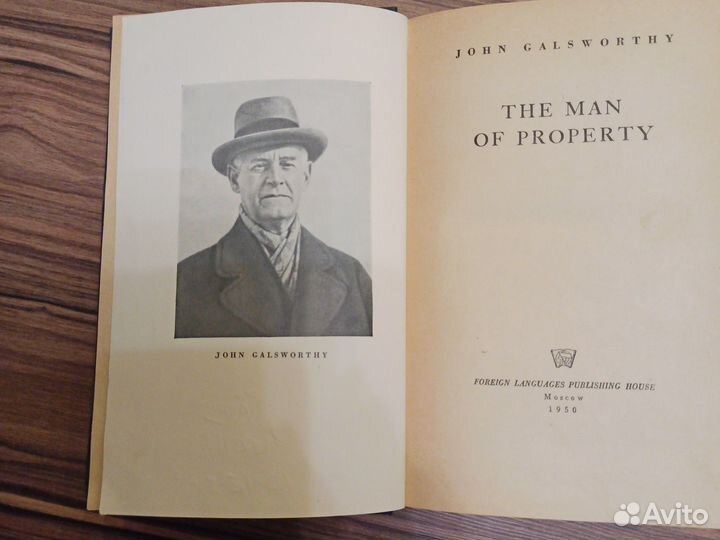 JOHN GALSWORTHY
JOHN GALSWORTHY
THE MAN
OF PROPERTY
FOREIGN LANGUAGES PUBLISHING HOUSE
Moscow
1950
Avito